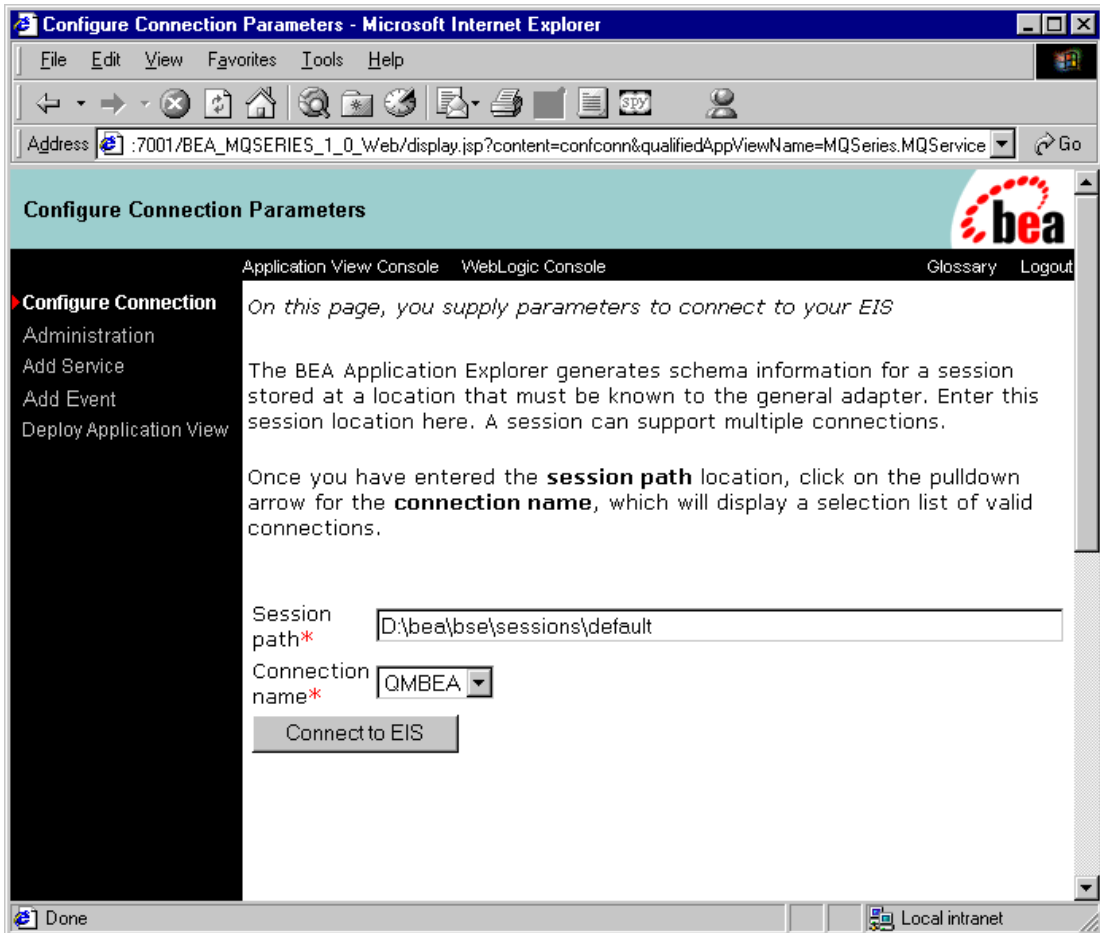 Configure Connection Parameters - Microsoft Internet Explorer
File Edit View Favorites Tools Help
SPY
Address :7001/BEA_MQSERIES_1_0_Web/display.jsp?content=confconn&qualifiedAppViewName=MQSeries.MQService Go
Configure Connection Parameters
bea
Application View Console WebLogic Console Glossary Logout
Configure Connection
Administration
Add Service
Add Event
Deploy Application View
On this page, you supply parameters to connect to your EIS
The BEA Application Explorer generates schema information for a session
stored at a location that must be known to the general adapter. Enter this
session location here. A session can support multiple connections.
Once you have entered the session path location, click on the pulldown
arrow for the connection name, which will display a selection list of valid
connections.
Session
path* D:\bea\bse\sessions\default
Connection
name* QMBEA
Connect to EIS
Done Local intranet